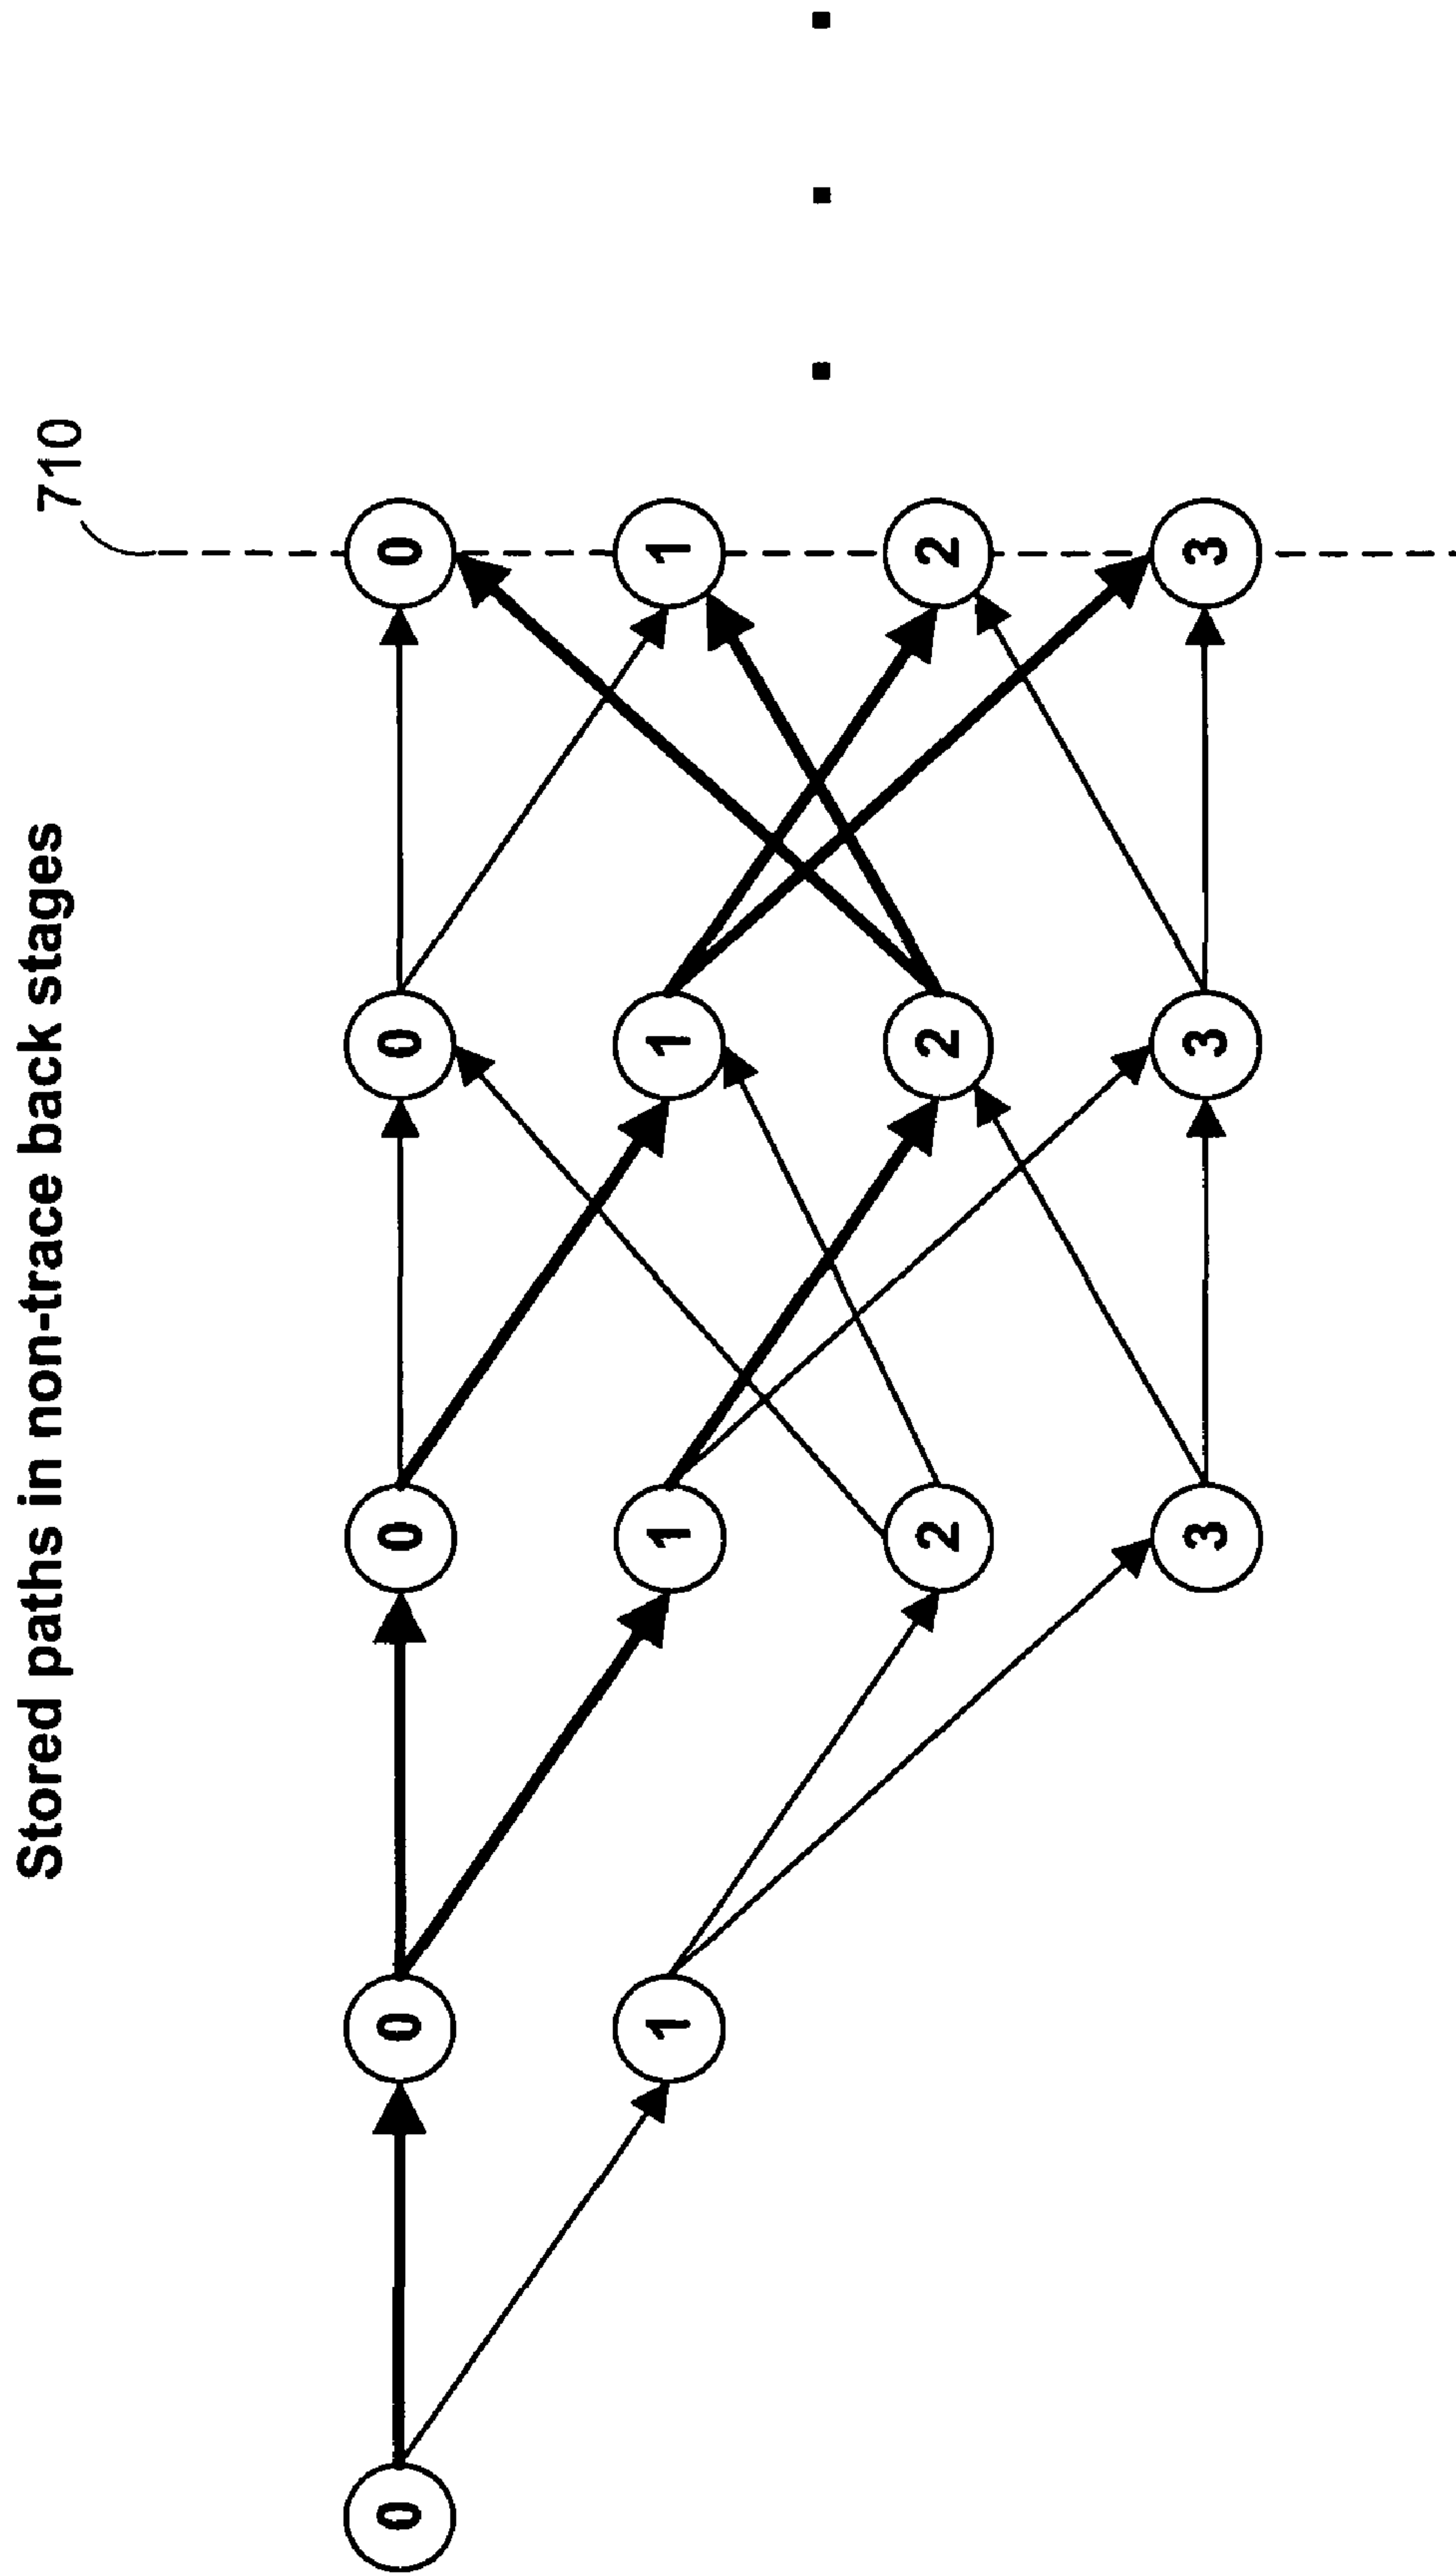 Stored paths in non-trace back stages
710
0 0 0 0 0
1 1 1 1
2 2 2
3 3 3